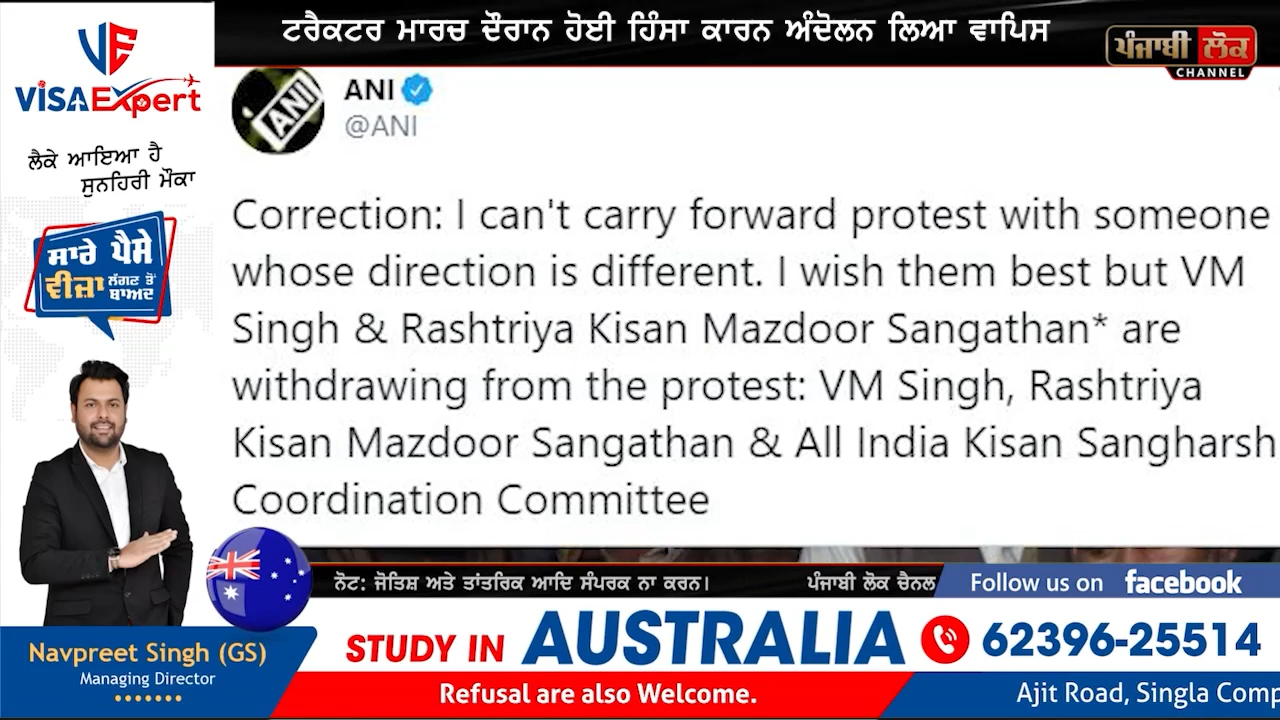 ਟਰੈਕਟਰ ਮਾਰਚ ਦੌਰਾਨ ਹੋਈ ਹਿੰਸਾ ਕਾਰਨ ਅੰਦੋਲਨ ਲਿਆ ਵਾਪਿਸ
ਪੰਜਾਬੀ ਲੋਕ
CHANNEL
VE
VISA Expert
ਲੈਕੇ ਆਇਆ ਹੈ
ਸੁਨਹਿਰੀ ਮੌਕਾ
ਸਾਰੇ ਪੈਸੇ
ਵੀਜ਼ਾ ਲੱਗਣ ਤੋਂ ਬਾਅਦ
ANI
ANI
@ANI
Correction: I can't carry forward protest with someone
whose direction is different. I wish them best but VM
Singh & Rashtriya Kisan Mazdoor Sangathan* are
withdrawing from the protest: VM Singh, Rashtriya
Kisan Mazdoor Sangathan & All India Kisan Sangharsh
Coordination Committee
ਨੋਟ: ਜੋਤਿਸ਼ ਅਤੇ ਤਾਂਤਰਿਕ ਆਦਿ ਸੰਪਰਕ ਨਾ ਕਰਨ। ਪੰਜਾਬੀ ਲੋਕ ਚੈਨਲ
Follow us on facebook
Navpreet Singh (GS)
Managing Director
STUDY IN AUSTRALIA 62396-25514
Refusal are also Welcome.
Ajit Road, Singla Comp